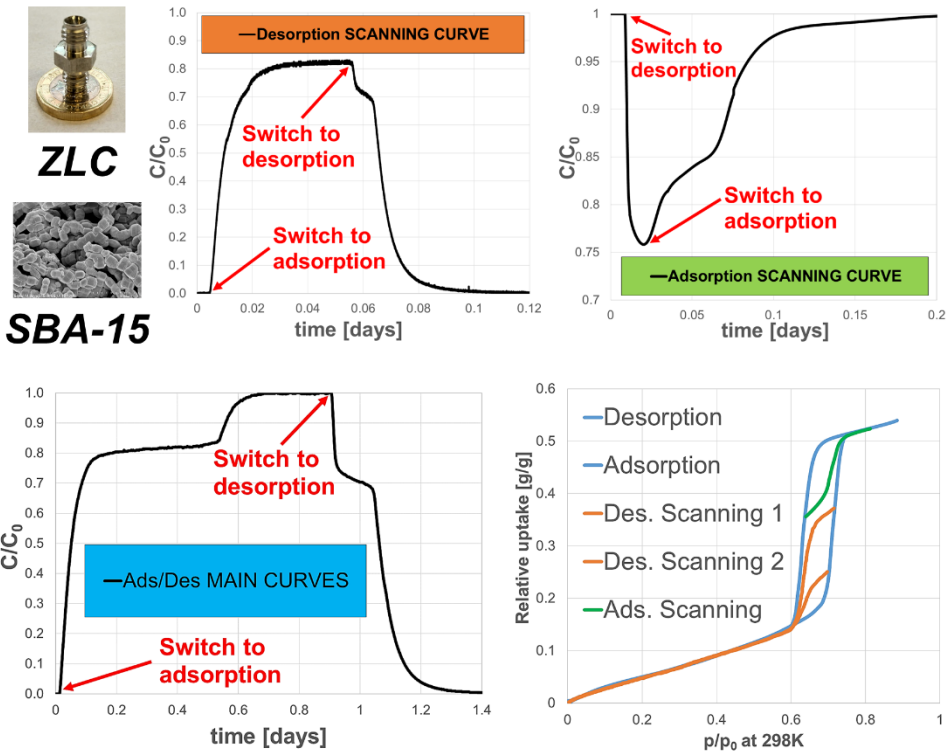 ZLC
SBA-15
C/C0
1.0
0.9
0.8
0.7
0.6
0.5
0.4
0.3
0.2
0.1
0.0
Desorption SCANNING CURVE
Switch to
desorption
Switch to
adsorption
0.00
0.02
0.04
0.06
0.08
0.10
0.12
time [days]
C/C0
1
0.95
0.9
0.85
0.8
0.75
0.7
Switch to
desorption
Switch to
adsorption
Adsorption SCANNING CURVE
0
0.05
0.1
0.15
0.2
time [days]
C/C0
1.0
0.9
0.8
0.7
0.6
0.5
0.4
0.3
0.2
0.1
0.0
Switch to
desorption
Ads/Des MAIN CURVES
Switch to
adsorption
0
0.2
0.4
0.6
0.8
1.0
1.2
1.4
time [days]
Relative uptake [g/g]
0.6
0.5
0.4
0.3
0.2
0.1
0
Desorption
Adsorption
Des. Scanning 1
Des. Scanning 2
Ads. Scanning
0
0.2
0.4
0.6
0.8
1
p/p0 at 298K